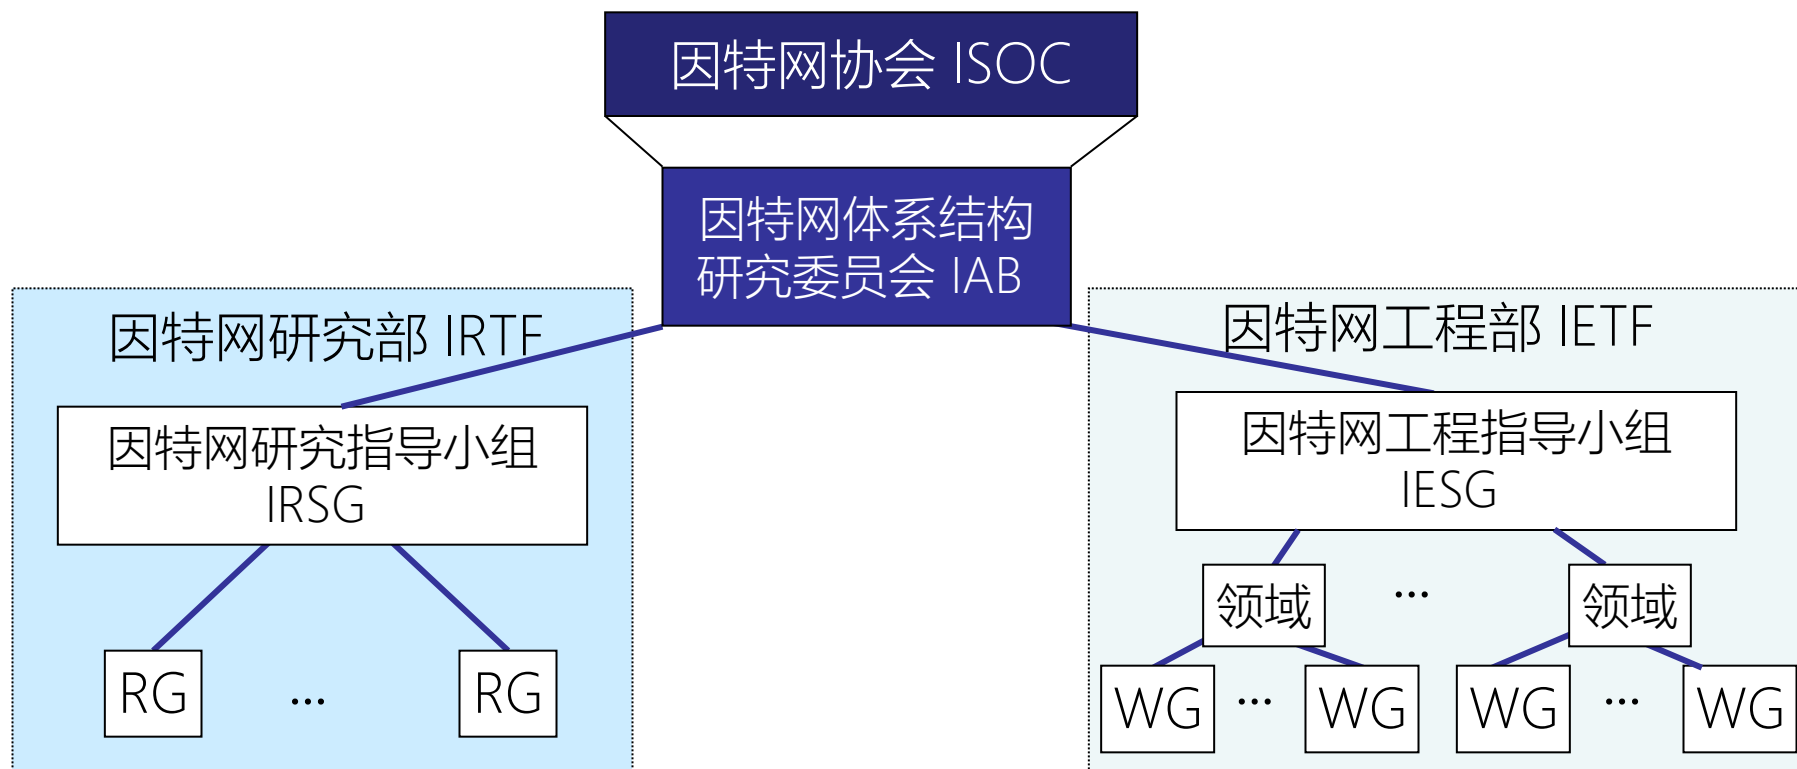 因特网协会 ISOC
因特网体系结构
研究委员会 IAB
因特网研究部 IRTF
因特网工程部 IETF
因特网研究指导小组
IRSG
因特网工程指导小组
IESG
领域 ... 领域
RG ... RG
WG ... WG WG ... WG